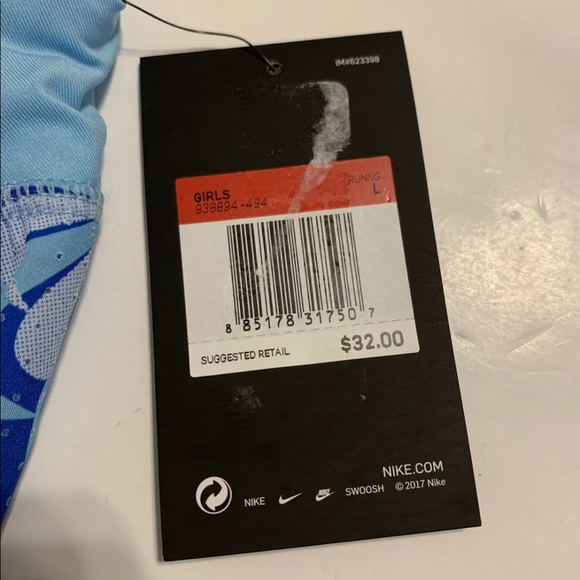 IM#623398
GIRLS RUNNG
938894-494 L
8 85178 31750 7
SUGGESTED RETAIL $32.00
NIKE.COM
NIKE SWOOSH © 2017 Nike